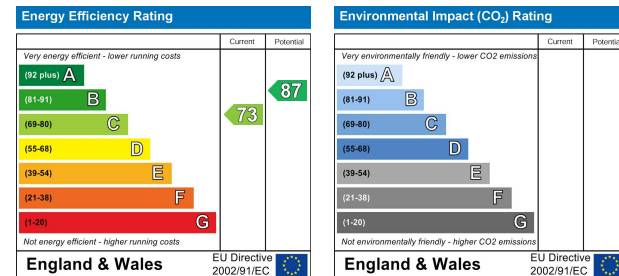 Energy Efficiency Rating
Current Potential
Very energy efficient - lower running costs
(92 plus) A
(81-91) B
87
(69-80) C
73
(55-68) D
(39-54) E
(21-38) F
(1-20) G
Not energy efficient - higher running costs
England & Wales
EU Directive
2002/91/EC
Environmental Impact (CO₂) Rating
Current Potentia
Very environmentally friendly - lower CO2 emissions
(92 plus) A
(81-91) B
(69-80) C
(55-68) D
(39-54) E
(21-38) F
(1-20) G
Not environmentally friendly - higher CO2 emissions
England & Wales
EU Directive
2002/91/EC